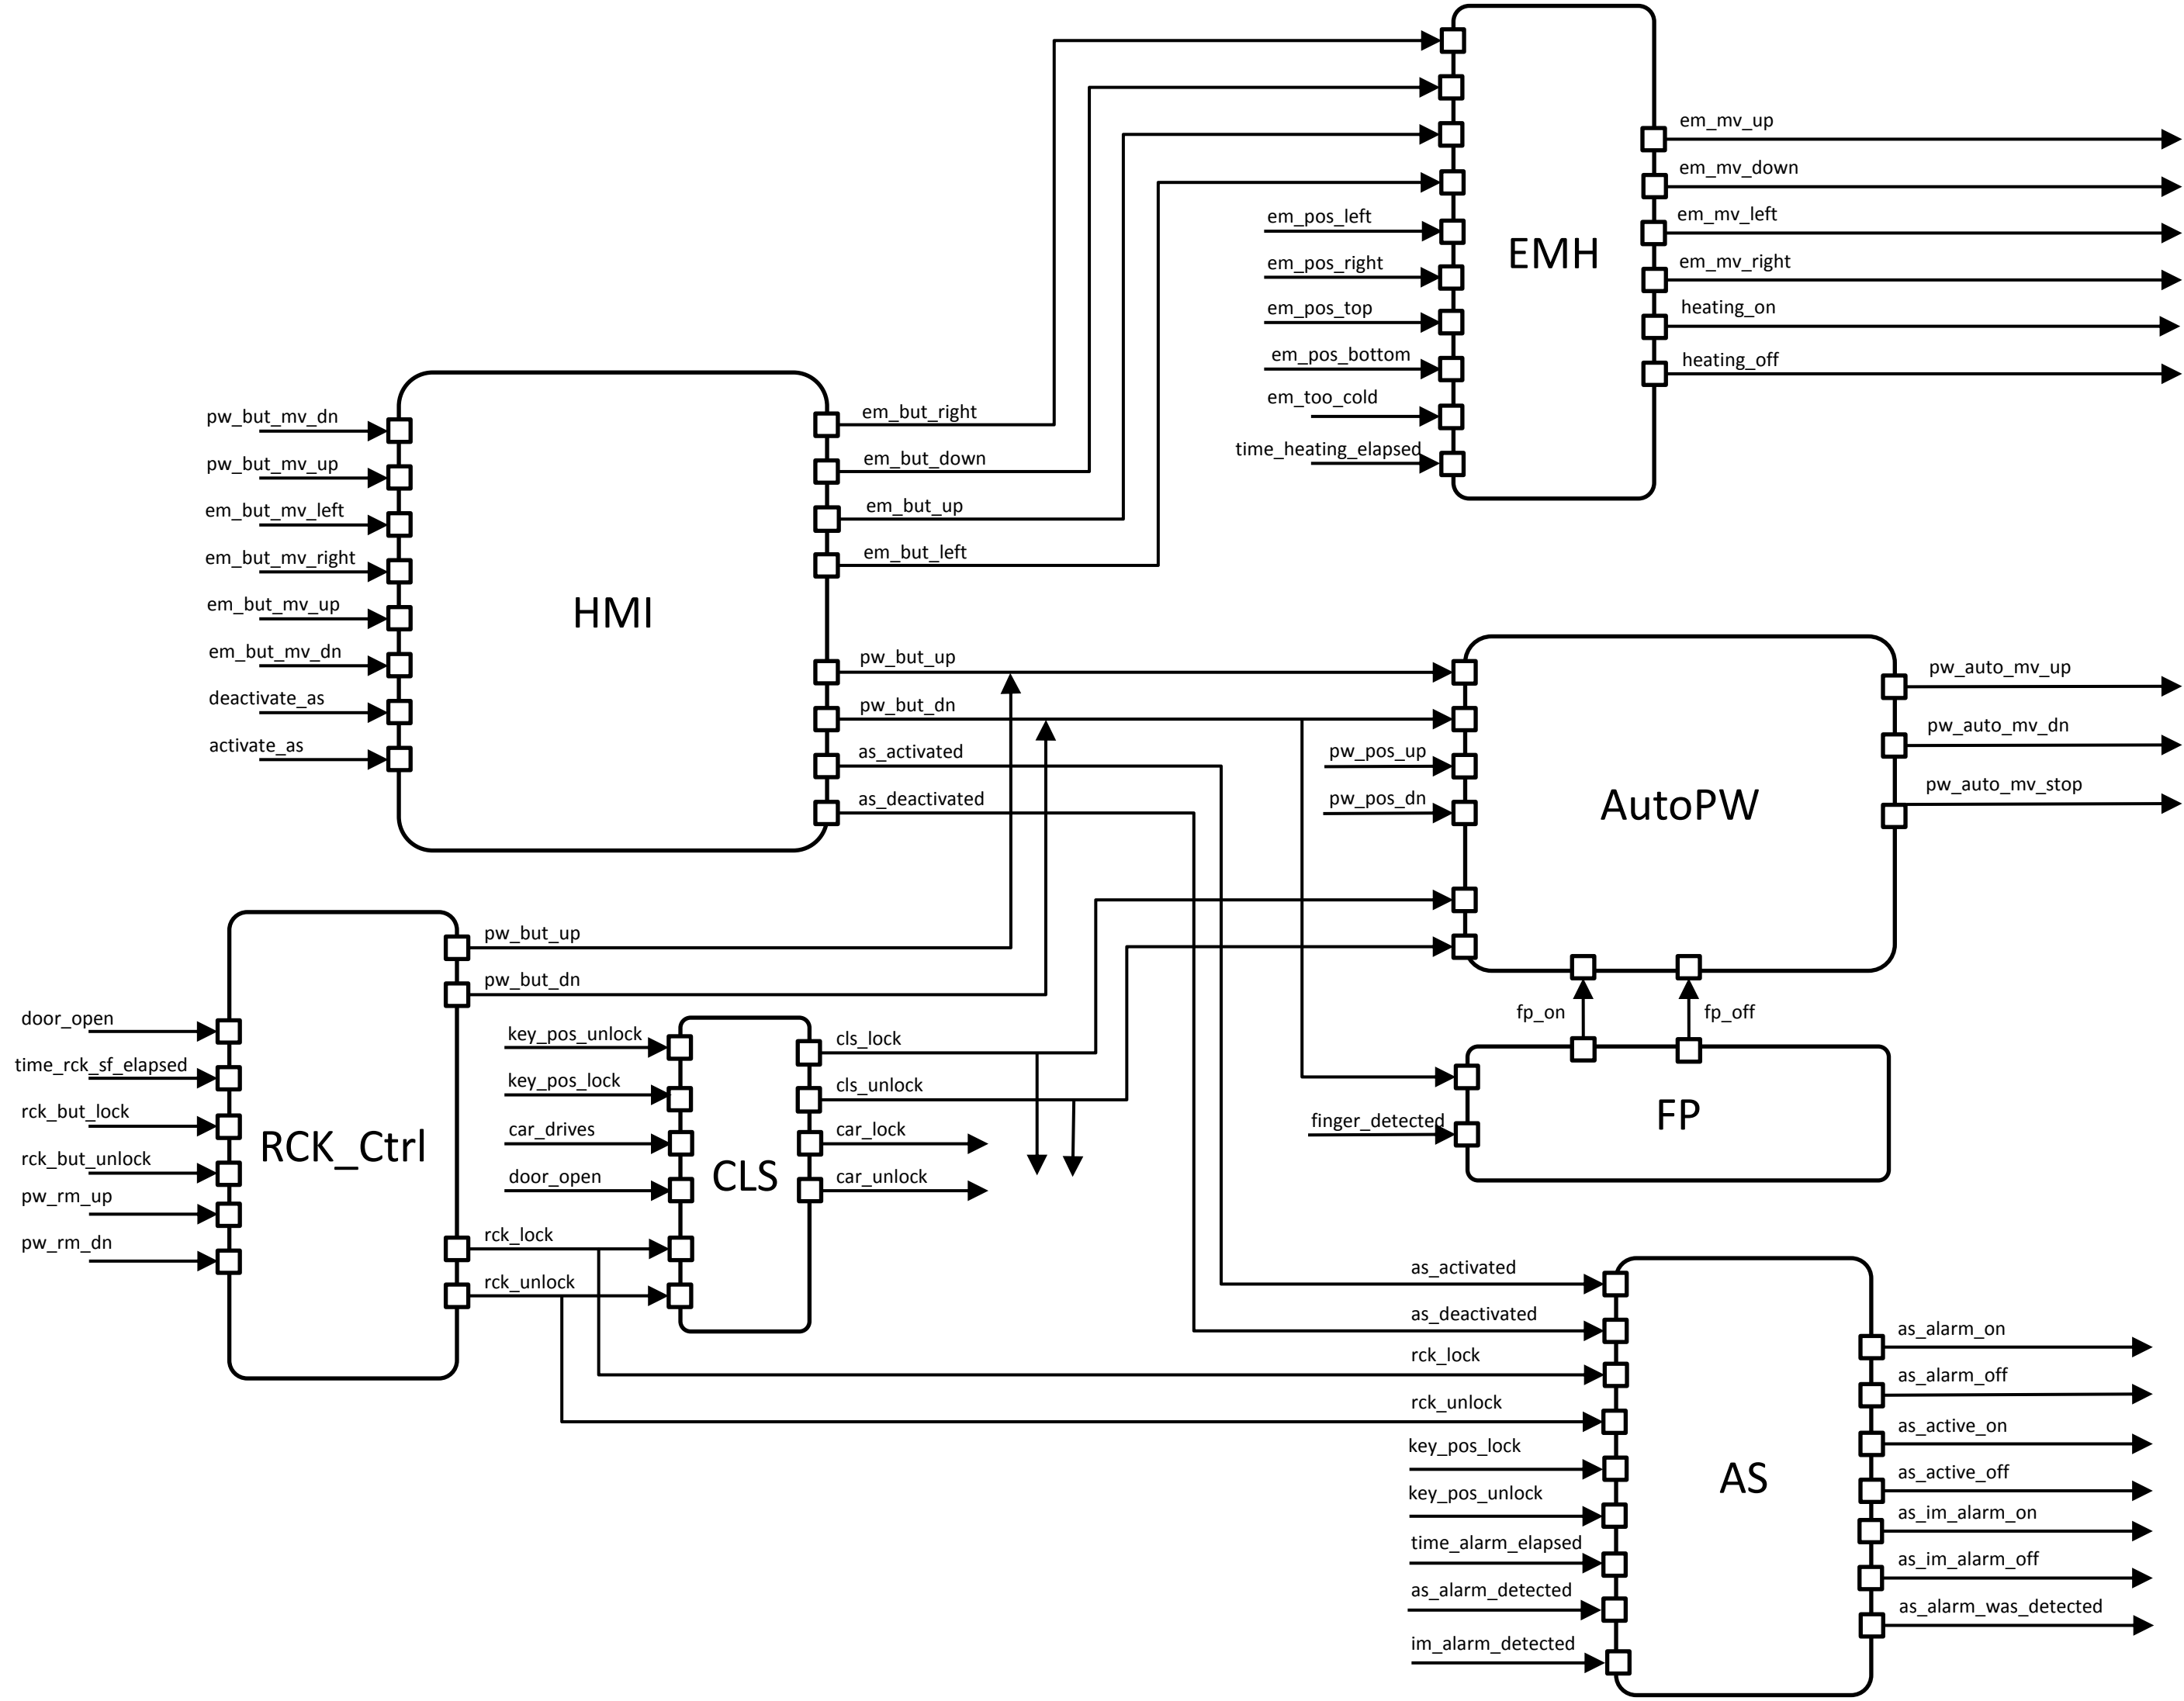 em_mv_up
em_mv_down
em_pos_left
em_mv_left
EMH
em_pos_right
em_mv_right
em_pos_top
heating_on
em_pos_bottom
heating_off
em_too_cold
time_heating_elapsed
pw_but_mv_dn
pw_but_mv_up
em_but_mv_left
em_but_mv_right
em_but_mv_up
em_but_mv_dn
deactivate_as
activate_as
HMI
em_but_right
em_but_down
em_but_up
em_but_left
pw_but_up
pw_but_dn
as_activated
as_deactivated
pw_pos_up
pw_pos_dn
AutoPW
pw_auto_mv_up
pw_auto_mv_dn
pw_auto_mv_stop
pw_but_up
pw_but_dn
door_open
time_rck_sf_elapsed
rck_but_lock
rck_but_unlock
pw_rm_up
pw_rm_dn
RCK_Ctrl
rck_lock
rck_unlock
key_pos_unlock
key_pos_lock
car_drives
door_open
CLS
cls_lock
cls_unlock
car_lock
car_unlock
fp_on
fp_off
finger_detected
FP
as_activated
as_deactivated
rck_lock
rck_unlock
key_pos_lock
key_pos_unlock
time_alarm_elapsed
as_alarm_detected
im_alarm_detected
AS
as_alarm_on
as_alarm_off
as_active_on
as_active_off
as_im_alarm_on
as_im_alarm_off
as_alarm_was_detected